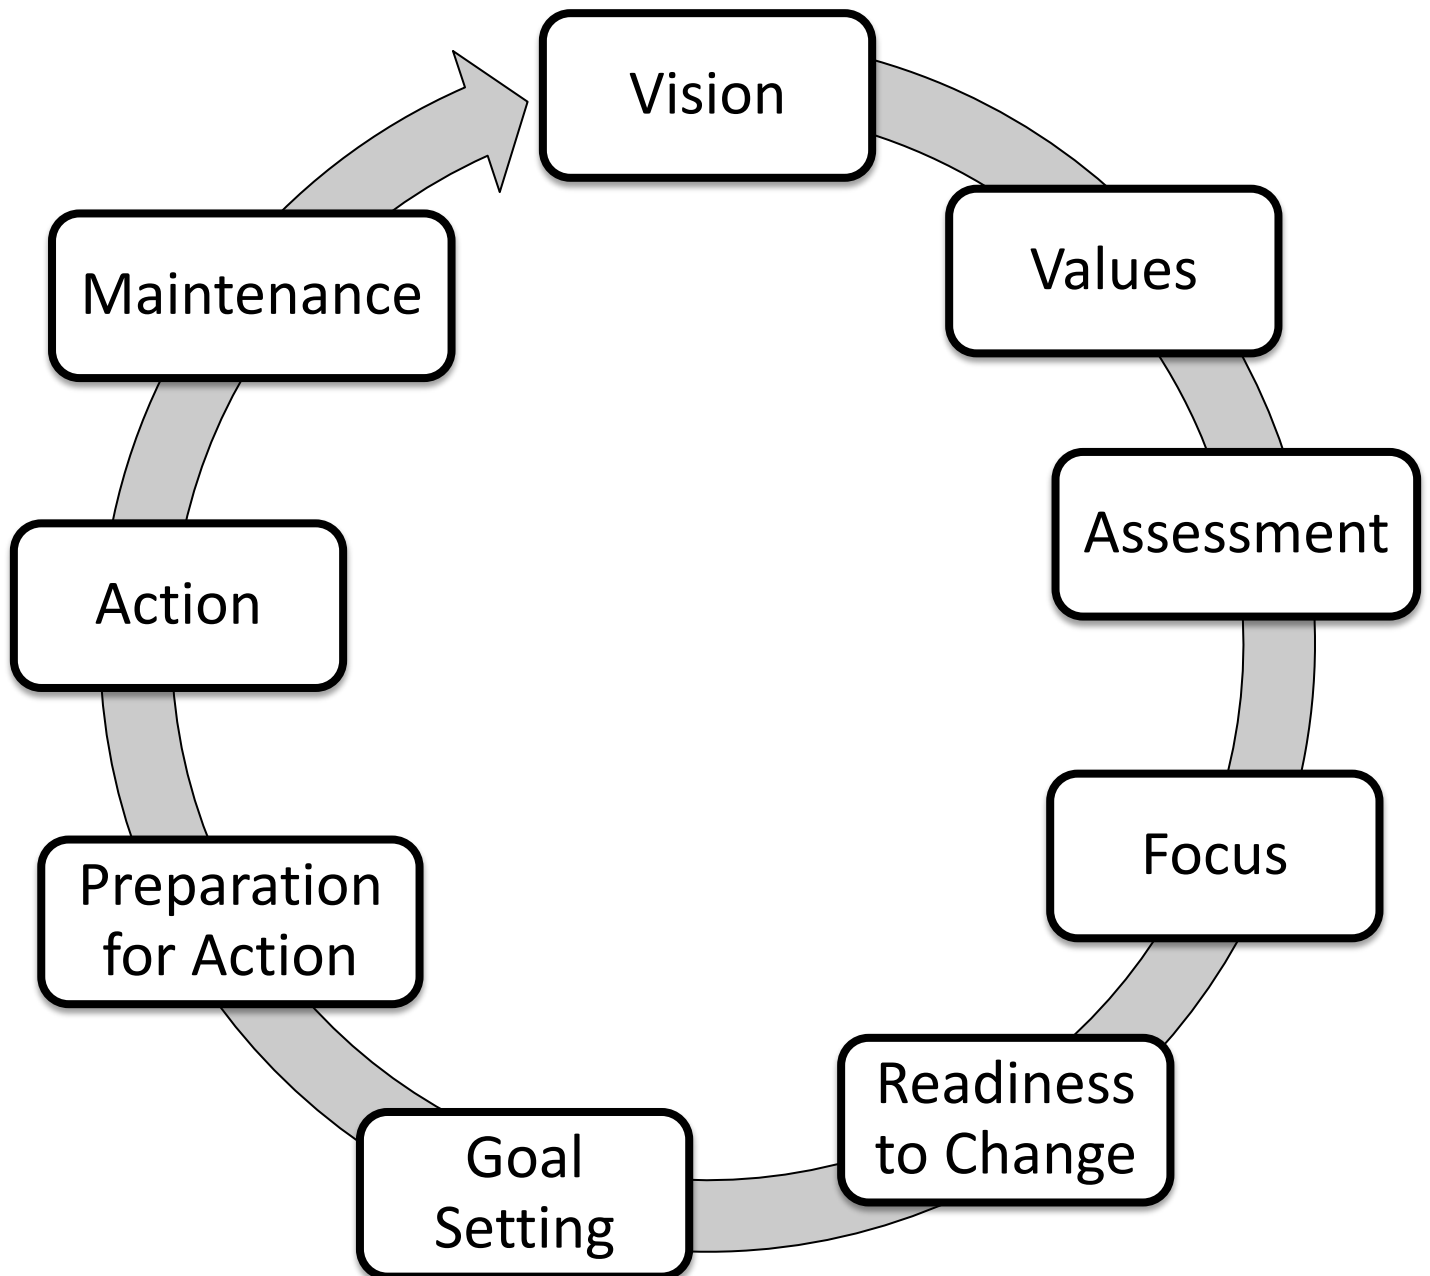 Vision
Values
Assessment
Focus
Readiness
to Change
Goal
Setting
Preparation
for Action
Action
Maintenance